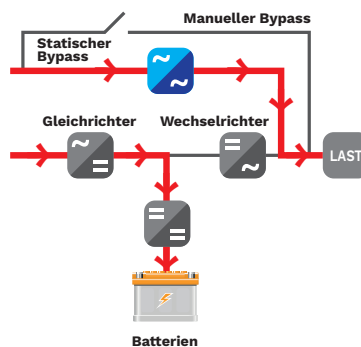 Manueller Bypass
Statischer
Bypass
Gleichrichter
Wechselrichter
LAST
Batterien